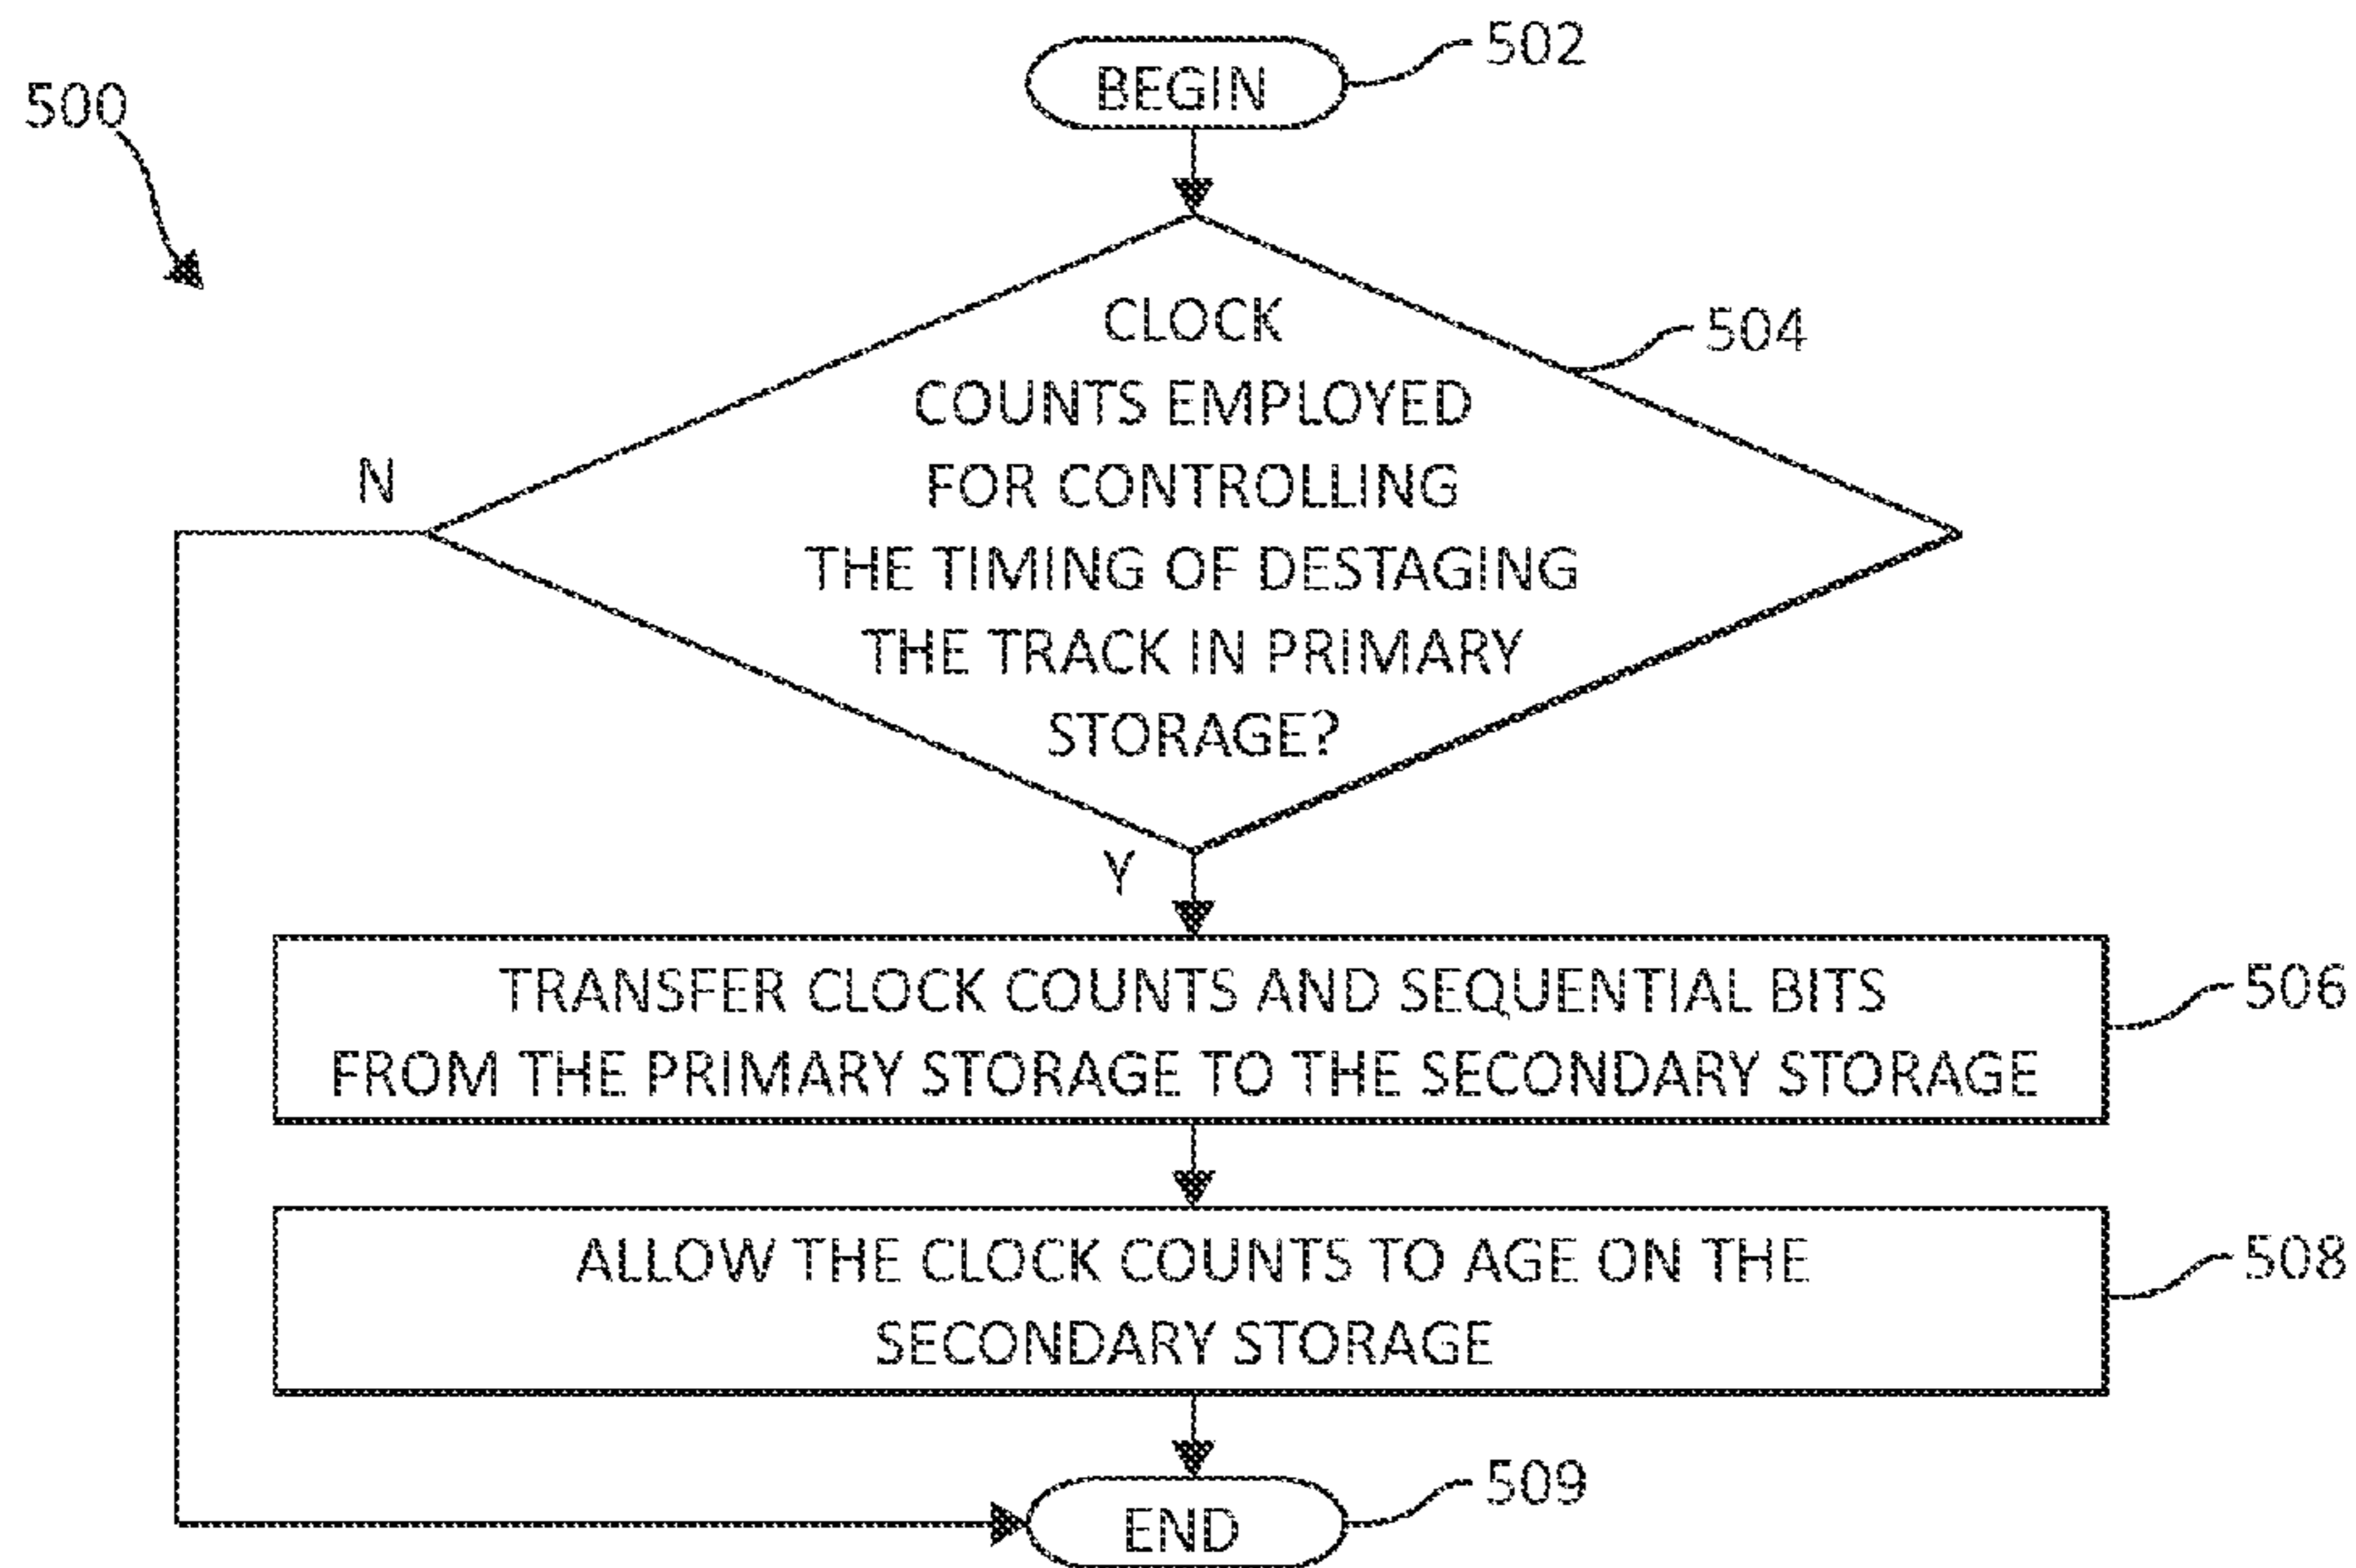 502
BEGIN
500
CLOCK
504
COUNTS EMPLOYED
FOR CONTROLLING
N
THE TIMING OF DESTAGING
THE TRACK IN PRIMARY
STORAGE?
Y
TRANSFER CLOCK COUNTS AND SEQUENTIAL BITS
506
FROM THE PRIMARY STORAGE TO THE SECONDARY STORAGE
ALLOW THE CLOCK COUNTS TO AGE ON THE
508
SECONDARY STORAGE
509
END